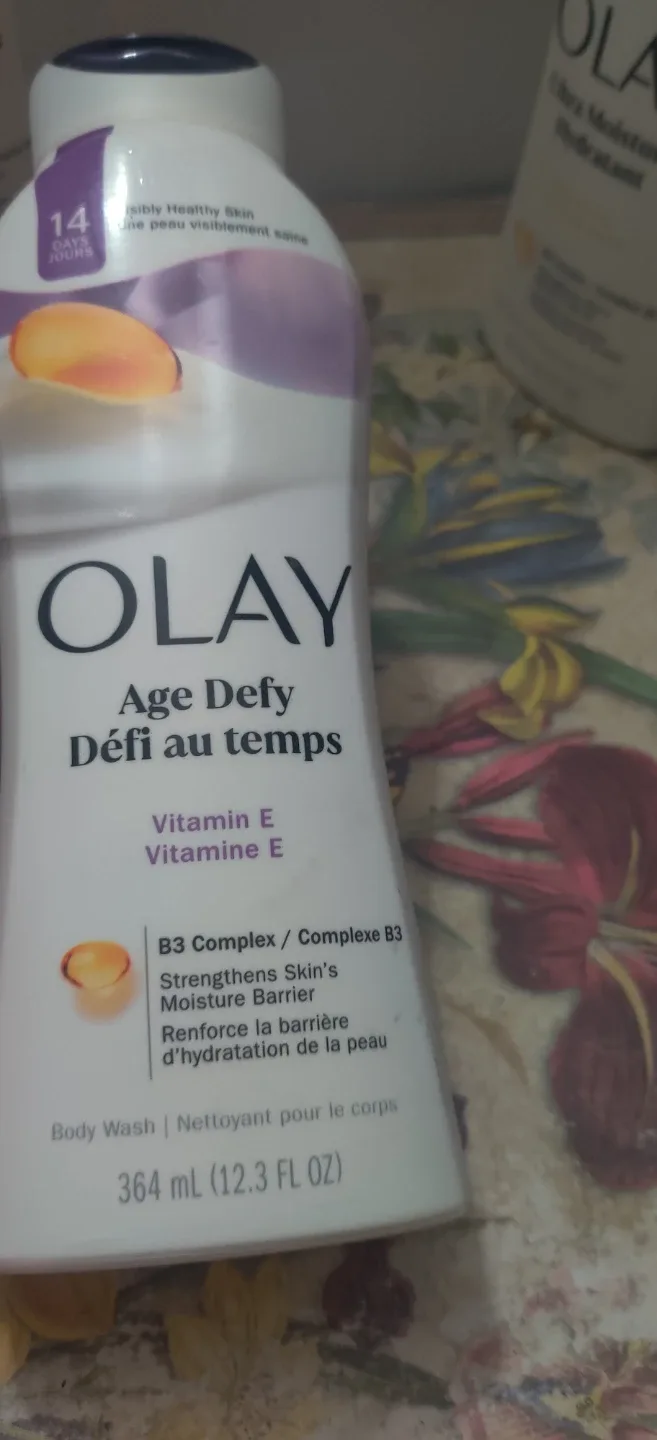 14
DAYS
JOURS
Healthy Skin
peau visiblement saine
OLAY
Age Defy
Défi au temps
Vitamin E
Vitamine E
B3 Complex / Complexe B3
Strengthens Skin's
Moisture Barrier
Renforce la barrière
d'hydratation de la peau
Body Wash | Nettoyant pour le corps
364 mL (12.3 FL OZ)
OLA
Hydratant